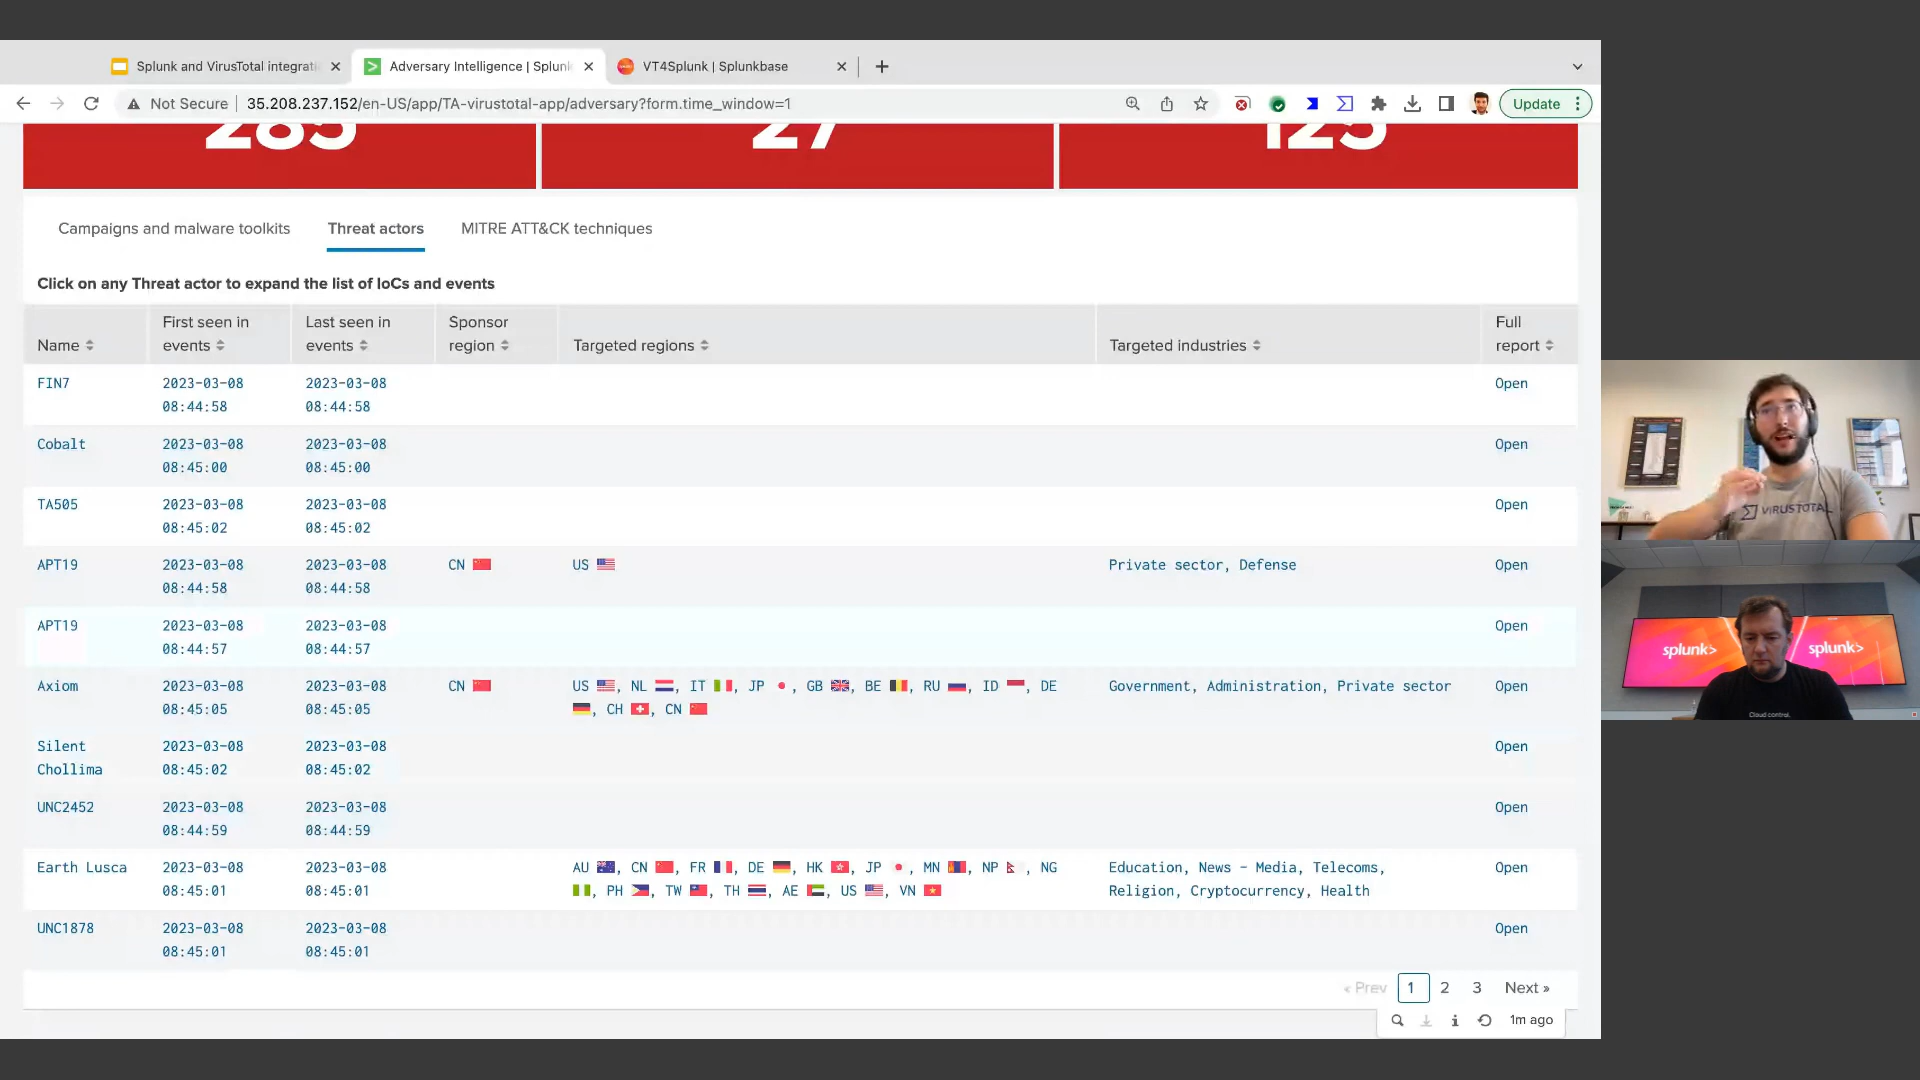 Splunk and VirusTotal integrati
Adversary Intelligence | Splunk
VT4Splunk | Splunkbase
Not Secure
35.208.237.152/en-US/app/TA-virustotal-app/adversary?form.time_window=1
Update
285
27
125
Campaigns and malware toolkits
Threat actors
MITRE ATT&CK techniques
Click on any Threat actor to expand the list of IoCs and events
Name
First seen in
events
Last seen in
events
Sponsor
region
Targeted regions
Targeted industries
Full
report
FIN7
2023-03-08
08:44:58
2023-03-08
08:44:58
Open
Cobalt
2023-03-08
08:45:00
2023-03-08
08:45:00
Open
TA505
2023-03-08
08:45:02
2023-03-08
08:45:02
Open
APT19
2023-03-08
08:44:58
2023-03-08
08:44:58
CN
US
Private sector, Defense
Open
APT19
2023-03-08
08:44:57
2023-03-08
08:44:57
Open
Axiom
2023-03-08
08:45:05
2023-03-08
08:45:05
CN
US , NL , IT , JP , GB , BE , RU , ID , DE
, CH , CN
Government, Administration, Private sector
Open
Silent
Chollima
2023-03-08
08:45:02
2023-03-08
08:45:02
Open
UNC2452
2023-03-08
08:44:59
2023-03-08
08:44:59
Open
Earth Lusca
2023-03-08
08:45:01
2023-03-08
08:45:01
AU , CN , FR , DE , HK , JP , MN , NP , NG
, PH , TW , TH , AE , US , VN
Education, News - Media, Telecoms,
Religion, Cryptocurrency, Health
Open
UNC1878
2023-03-08
08:45:01
2023-03-08
08:45:01
Open
« Prev
1
2
3
Next »
1m ago
VIRUSTOTAL
splunk>
splunk>
Cloud control.